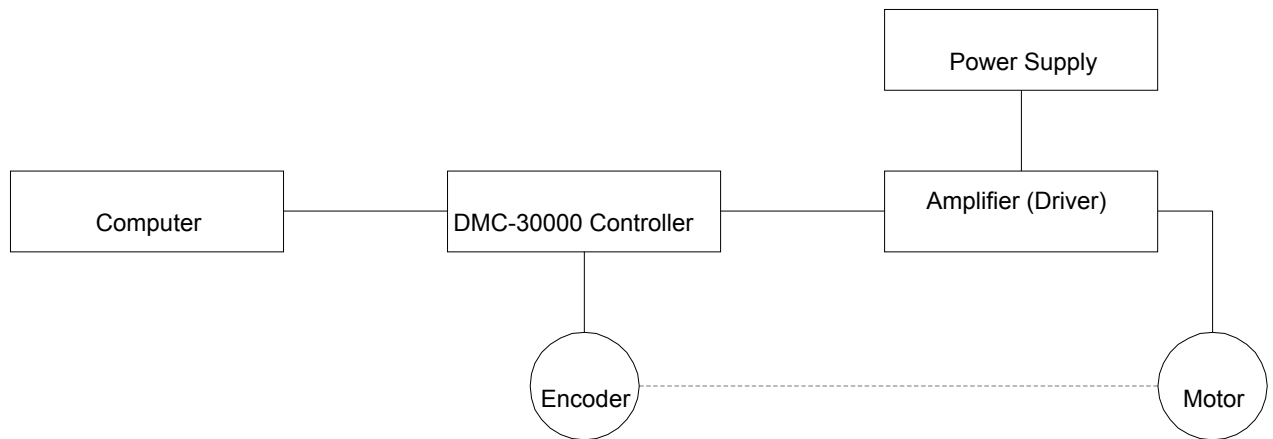 Power Supply
Computer
DMC-30000 Controller
Amplifier (Driver)
Encoder
Motor